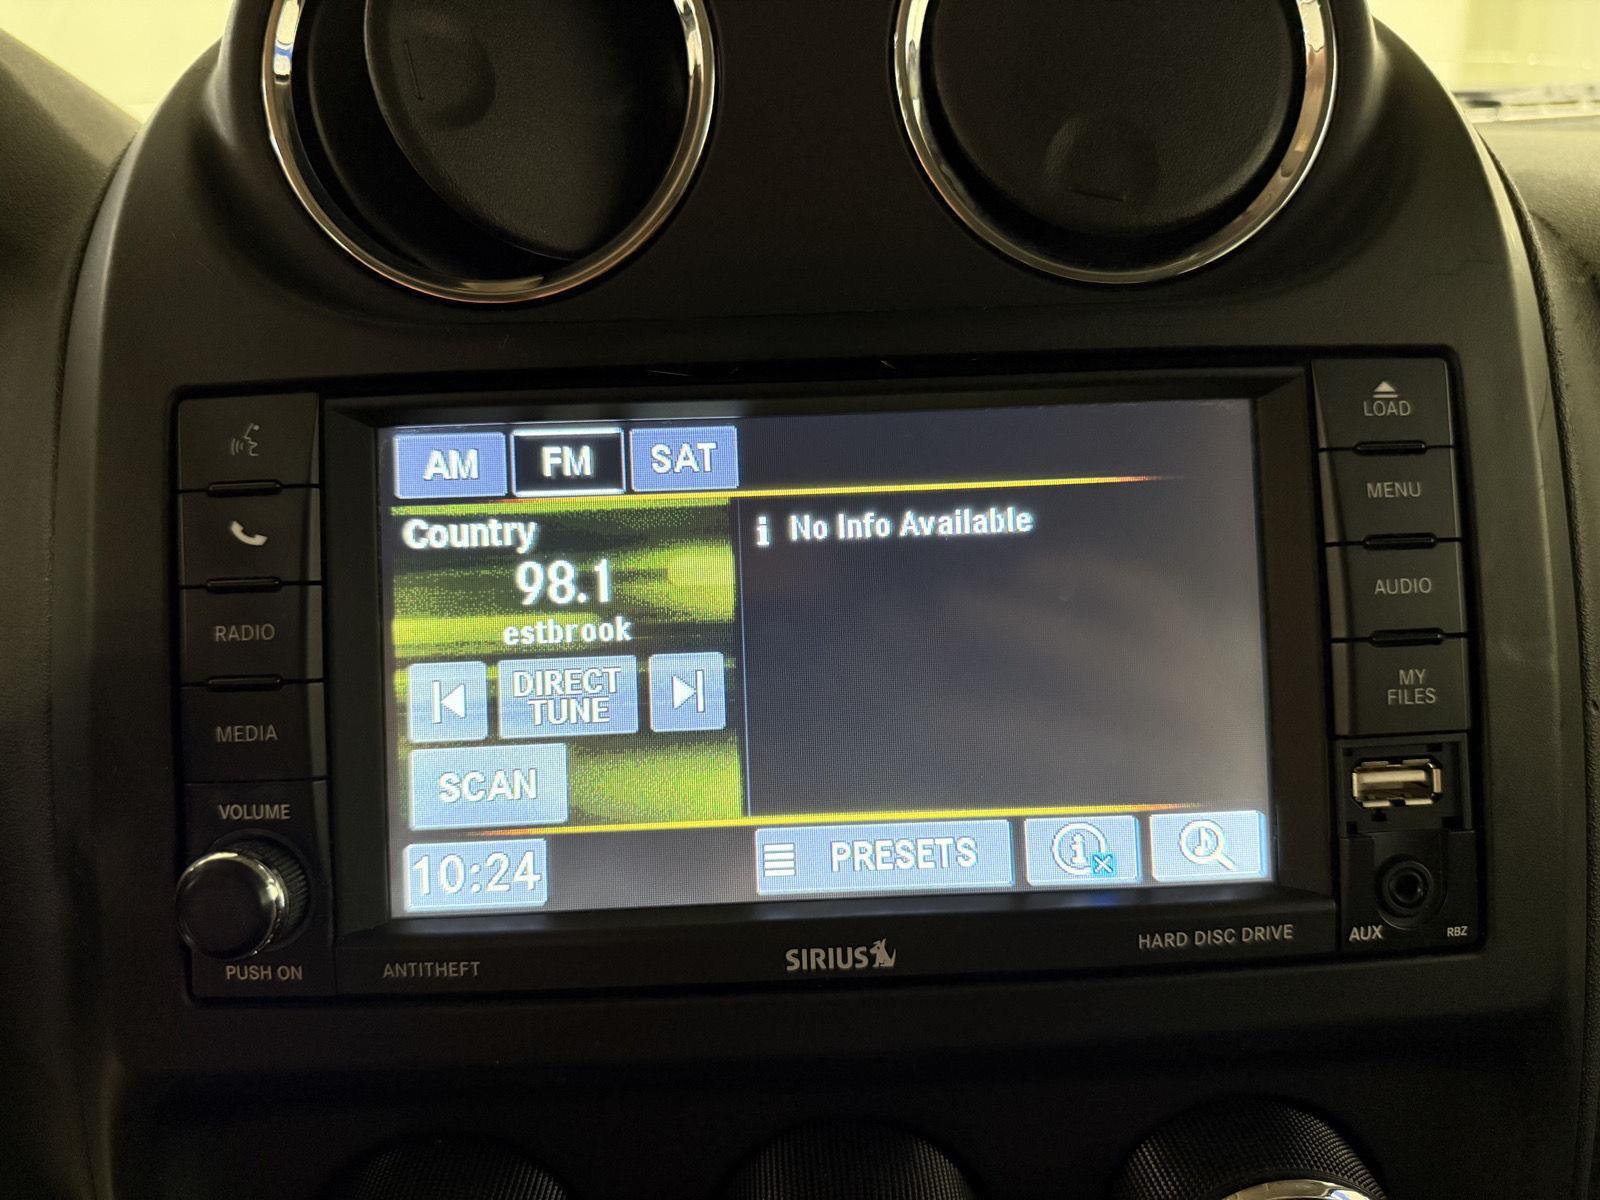 AM FM SAT
Country
98.1
estbrook
DIRECT
TUNE
SCAN
10:24
i No Info Available
PRESETS
RADIO
MEDIA
VOLUME
PUSH ON
ANTITHEFT
SIRIUS
HARD DISC DRIVE
LOAD
MENU
AUDIO
MY
FILES
AUX
RBZ